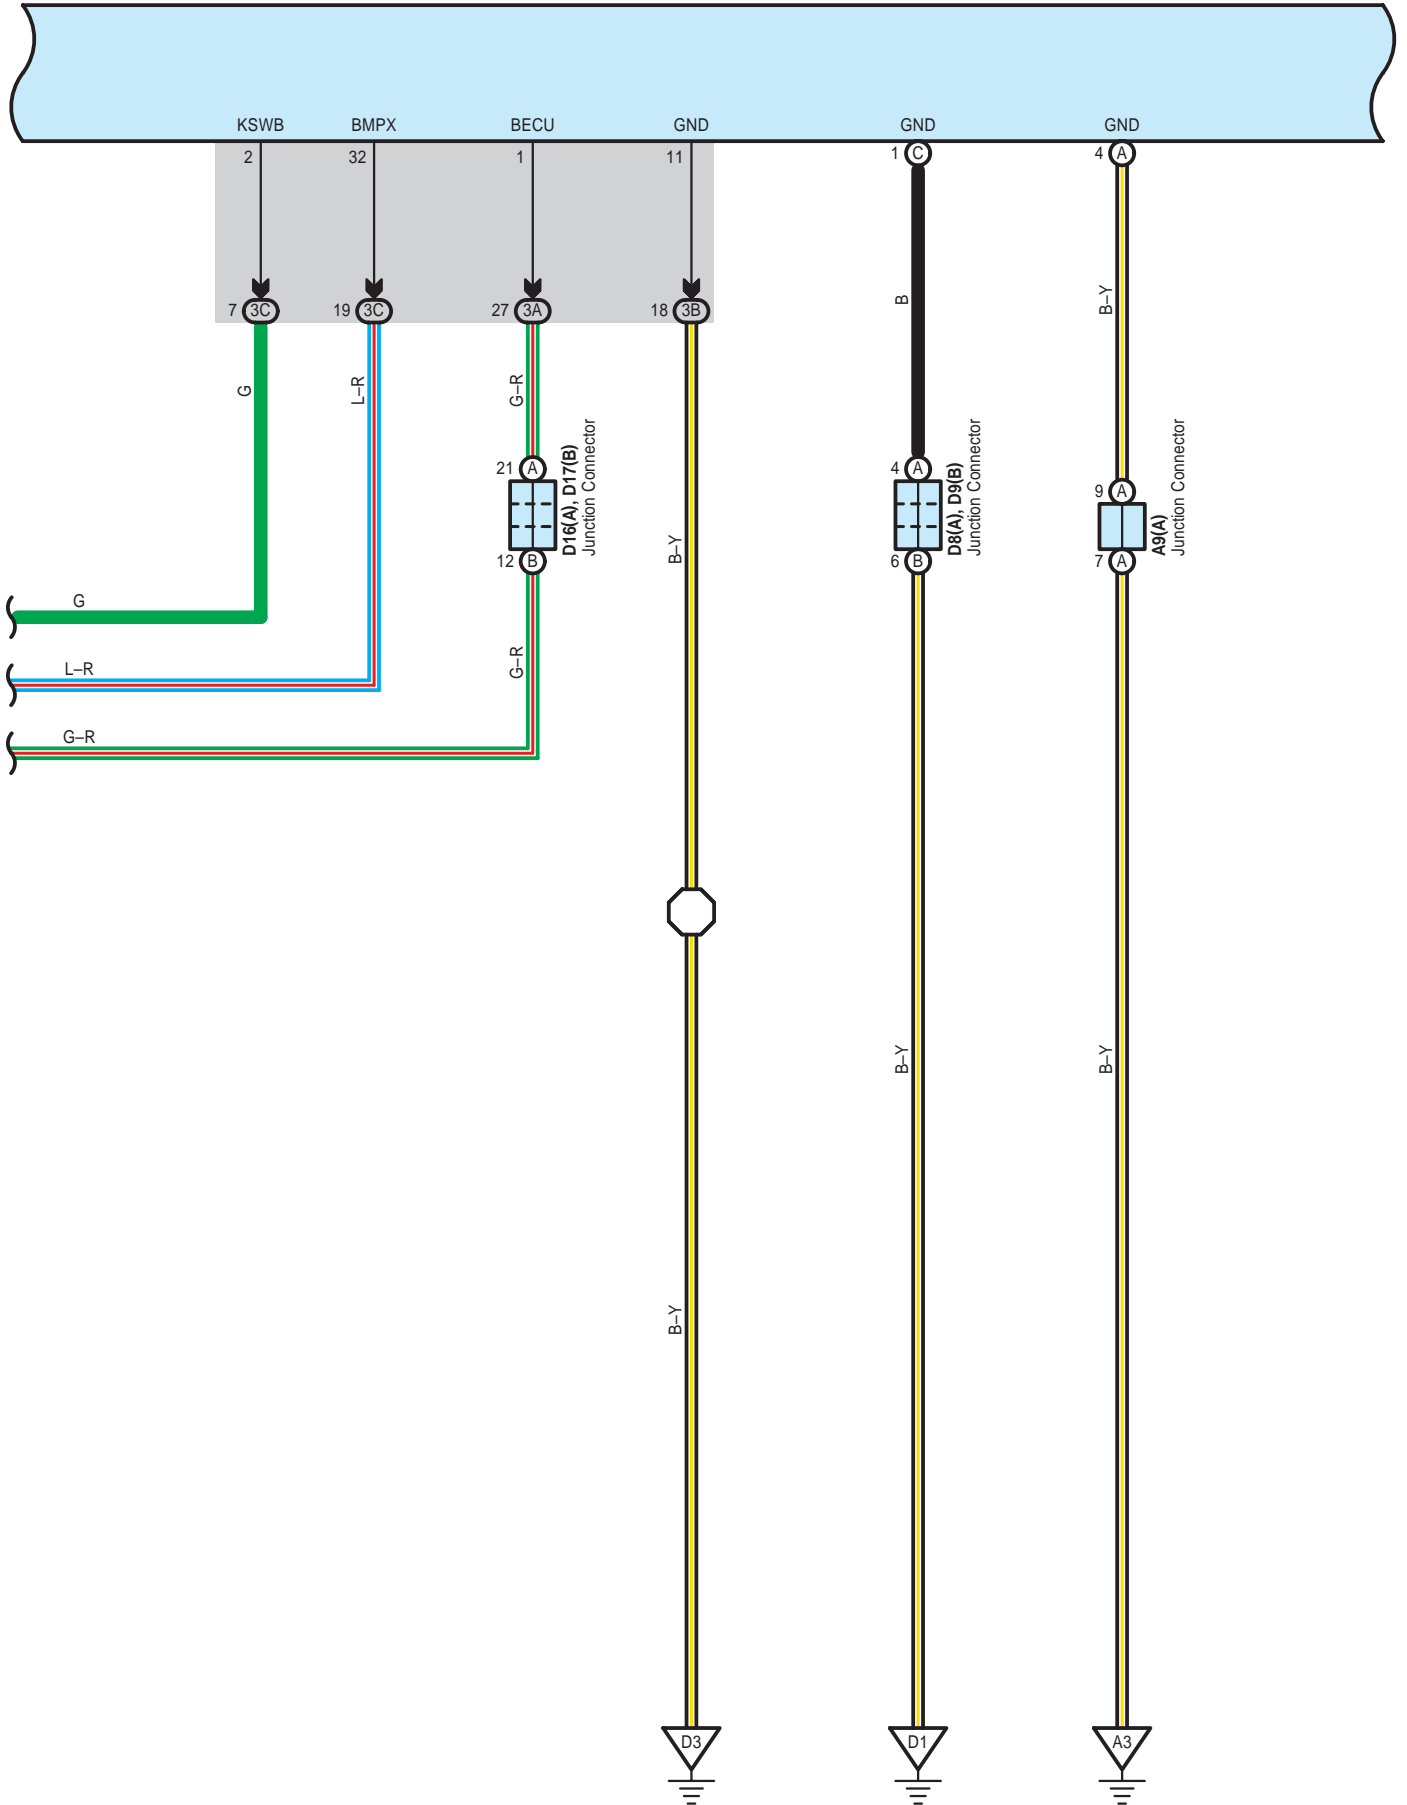 KSWB BMPX BECU GND GND GND
2 32 1 11 1 C 4 A
7 3C 19 3C 27 3A 18 3B
B B–Y
G L–R G–R
21 A 4 A 9 A
D16(A), D17(B)
Junction Connector
D8(A), D9(B)
Junction Connector
A9(A)
Junction Connector
B–Y
12 B 6 B 7 A
G
L–R G–R
G–R
B–Y B–Y
B–Y
D3 D1 A3